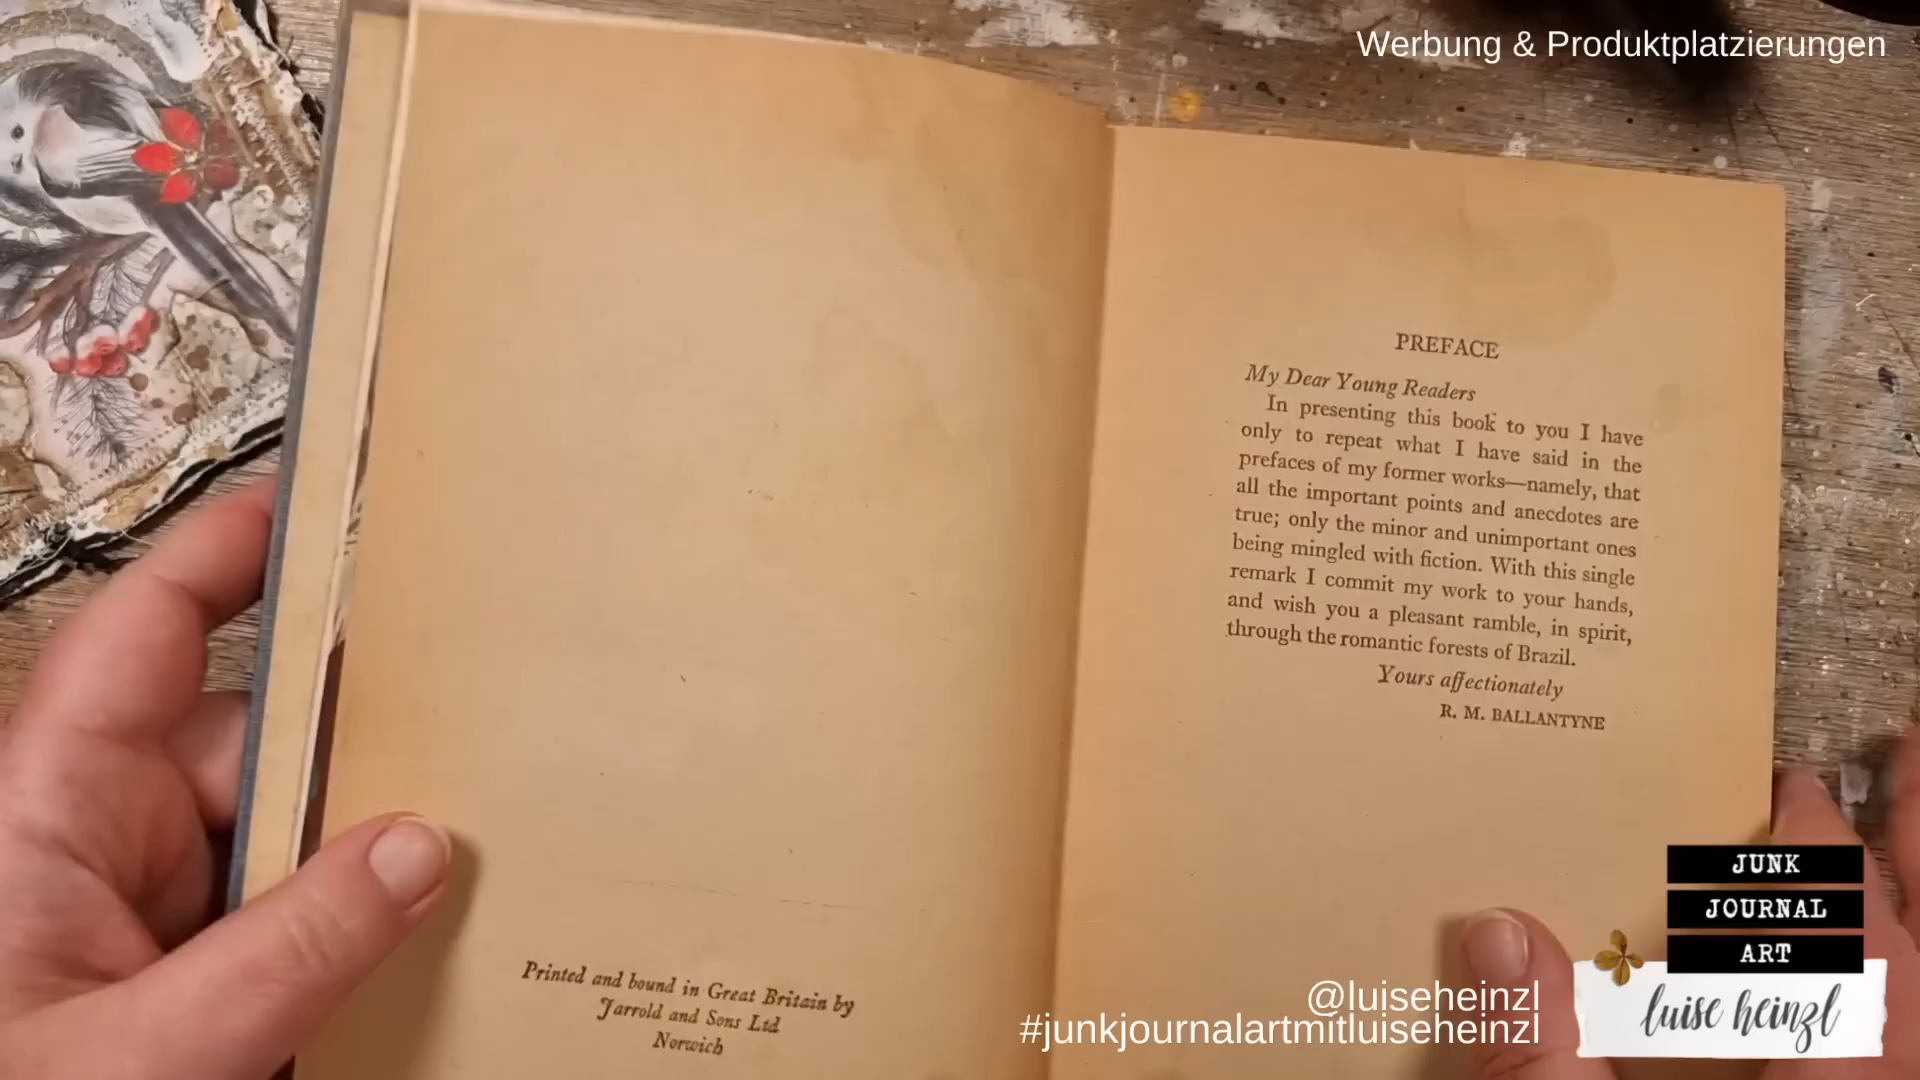 Werbung & Produktplatzierungen
PREFACE
My Dear Young Readers
In presenting this book to you I have
only to repeat what I have said in the
prefaces of my former works—namely, that
all the important points and anecdotes are
true; only the minor and unimportant ones
being mingled with fiction. With this single
remark I commit my work to your hands,
and wish you a pleasant ramble, in spirit,
through the romantic forests of Brazil.
Yours affectionately
R. M. BALLANTYNE
Printed and bound in Great Britain by
Jarrold and Sons Ltd
Norwich
@luiseheinzl
#junkjournalartmitluiseheinzl
JUNK
JOURNAL
ART
luise heinzl